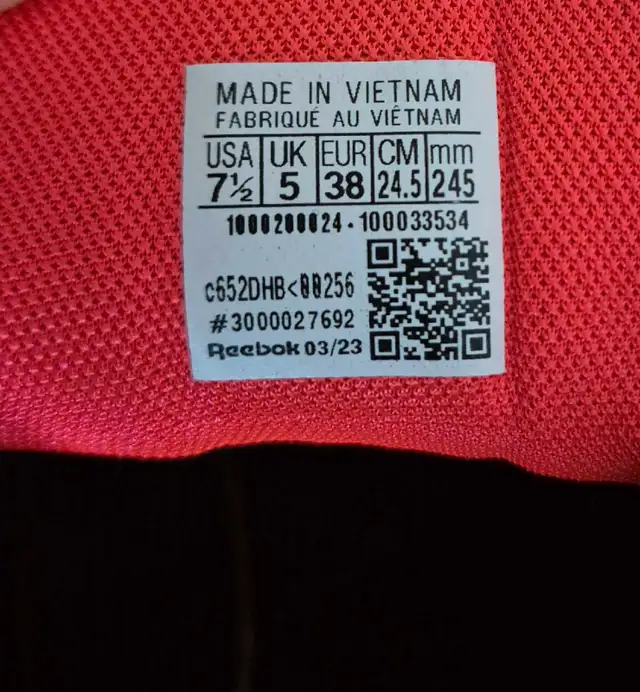 MADE IN VIETNAM
FABRIQUÉ AU VIÊTNAM
USA UK EUR CM mm
7½ 5 38 24.5 245
1000200024 · 100033534
c652DHB<00256
#3000027692
Reebok 03/23